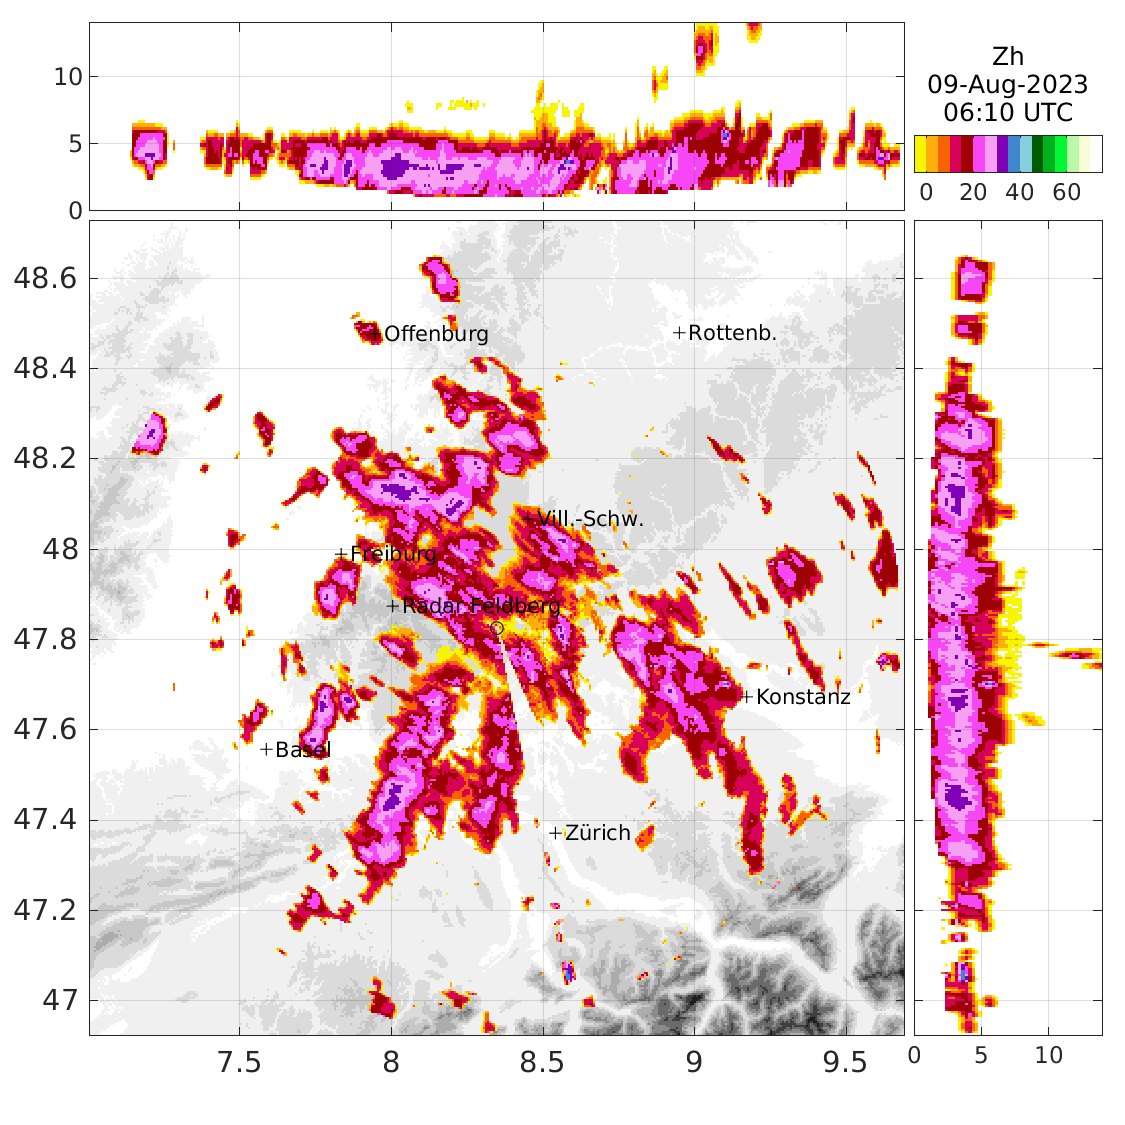 10
5
0
Zh
09-Aug-2023
06:10 UTC
0 20 40 60
48.6
48.4
48.2
48
47.8
47.6
47.4
47.2
47
+Offenburg
+Rottenb.
+Vill.-Schw.
+Freiburg
+Radar Feldberg
+Konstanz
+Basel
+Zürich
7.5 8 8.5 9 9.5
0 5 10